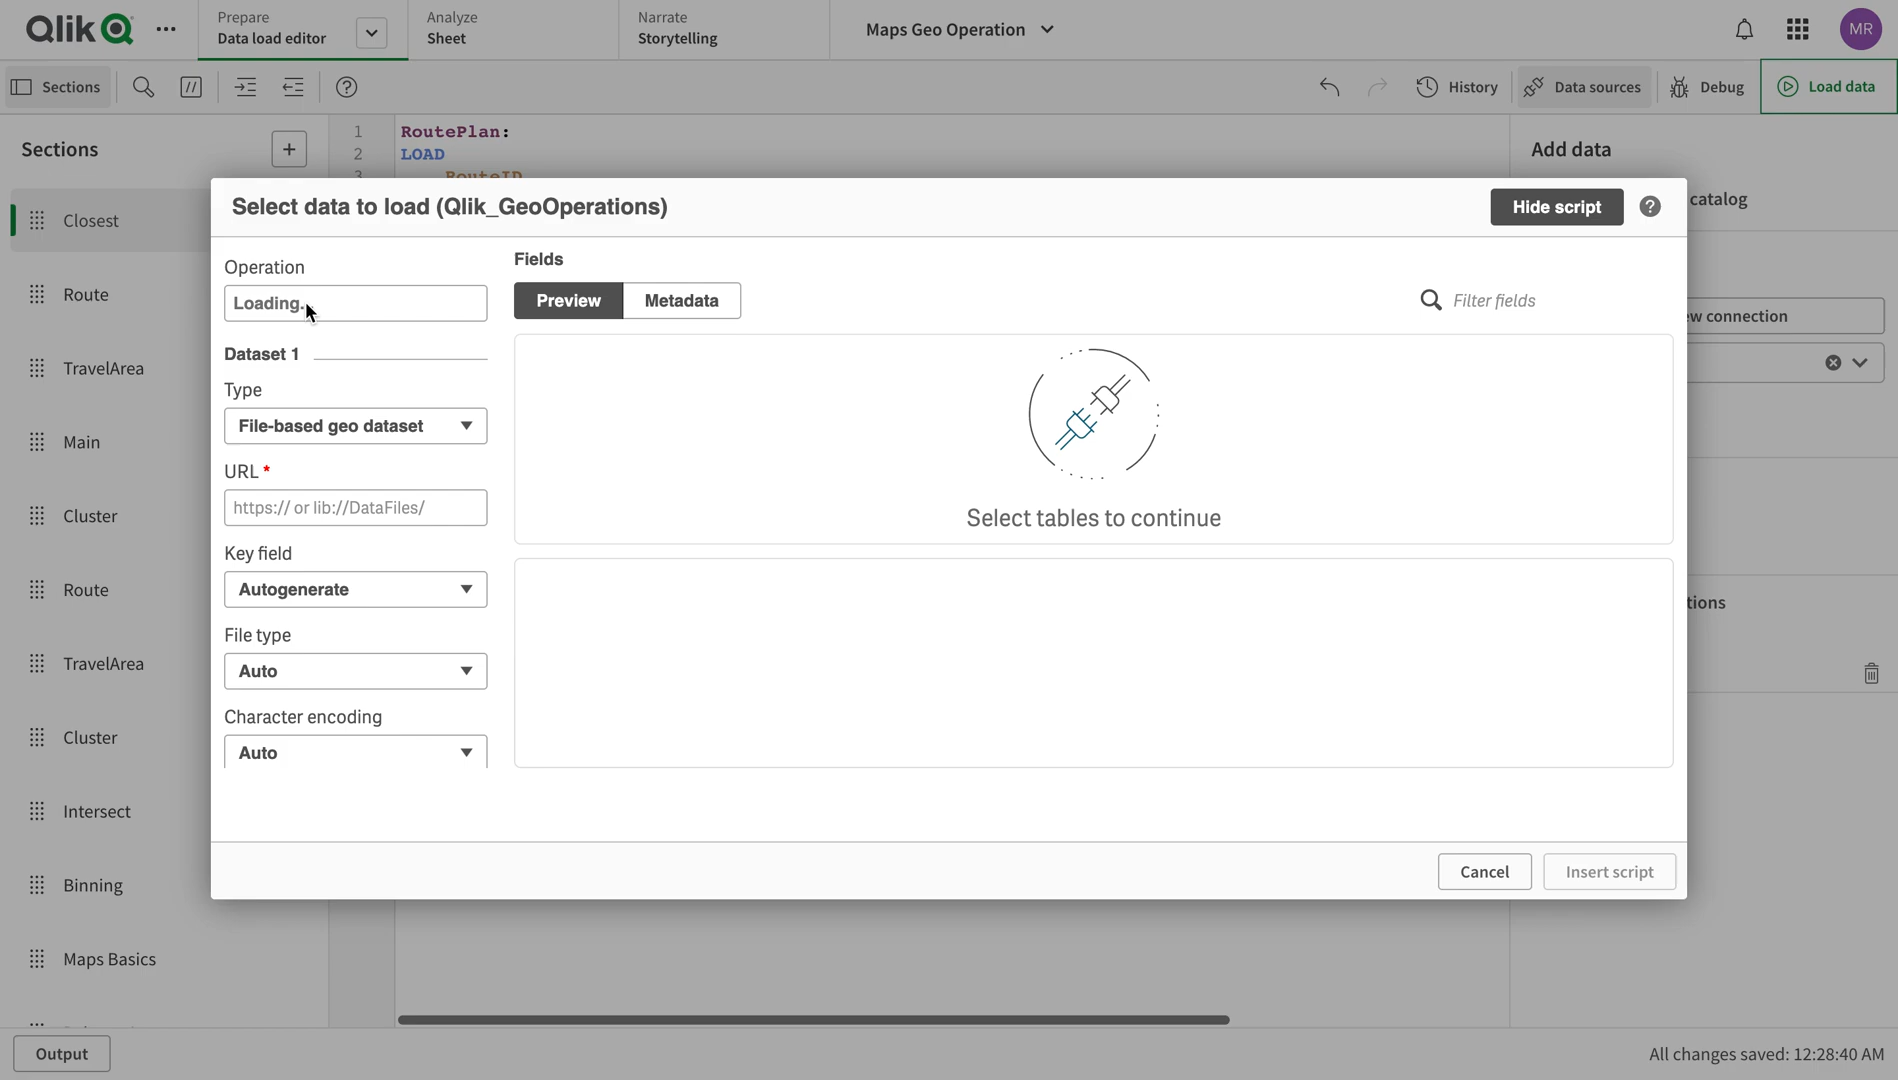 Qlik
Prepare
Data load editor
Analyze
Sheet
Narrate
Storytelling
Maps Geo Operation
MR
Sections
History
Data sources
Debug
Load data
Sections
+
1 RoutePlan:
2 LOAD
3 RouteID
Add data
catalog
Closest
Route
TravelArea
Main
Cluster
Route
TravelArea
Cluster
Intersect
Binning
Maps Basics
Select data to load (Qlik_GeoOperations)
Hide script
Operation
Loading.
Dataset 1
Type
File-based geo dataset
URL *
https:// or lib://DataFiles/
Key field
Autogenerate
File type
Auto
Character encoding
Auto
Fields
Preview
Metadata
Filter fields
Select tables to continue
Cancel
Insert script
ew connection
tions
Output
All changes saved: 12:28:40 AM